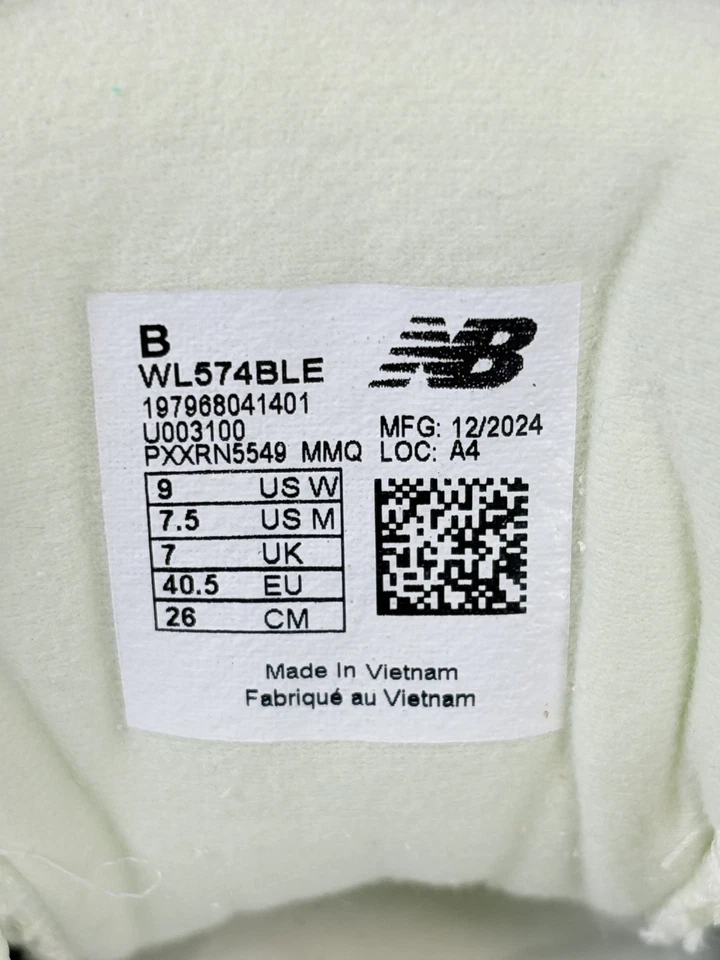 B
NB
WL574BLE
197968041401
U003100
MFG: 12/2024
PXXRN5549 MMQ
LOC: A4
9 US W
7.5 US M
7 UK
40.5 EU
26 CM
Made In Vietnam
Fabriqué au Vietnam